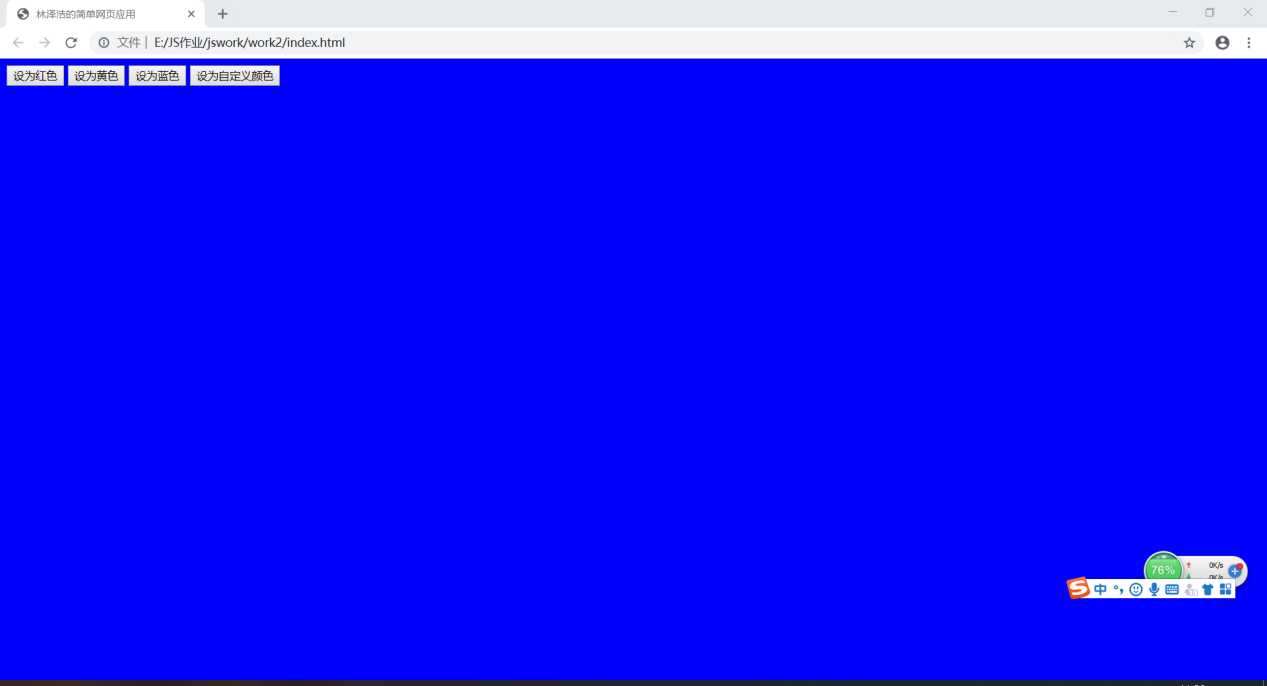 林泽浩的简单网页应用
文件 | E:/JS作业/jswork/work2/index.html
设为红色 设为黄色 设为蓝色 设为自定义颜色
76% 0K/s
0K/s
S 中